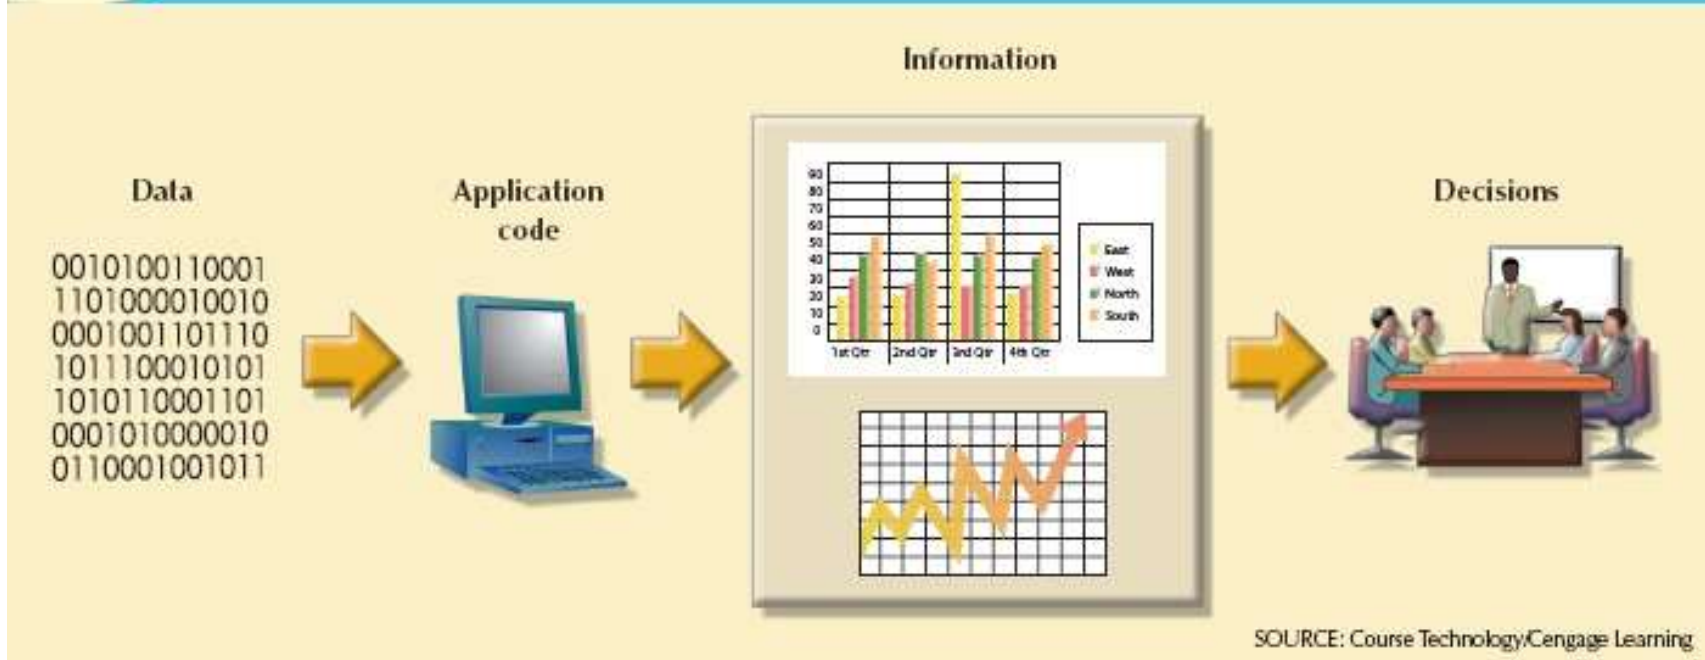 Data
0010100110001
1101000010010
0001001101110
1011100010101
1010110001101
0001010000010
0110001001011
Application
code
Information
90
80
70
60
50
40
30
20
10
0
1st Qtr 2nd Qtr 3rd Qtr 4th Qtr
East
West
North
South
Decisions
SOURCE: Course Technology/Cengage Learning